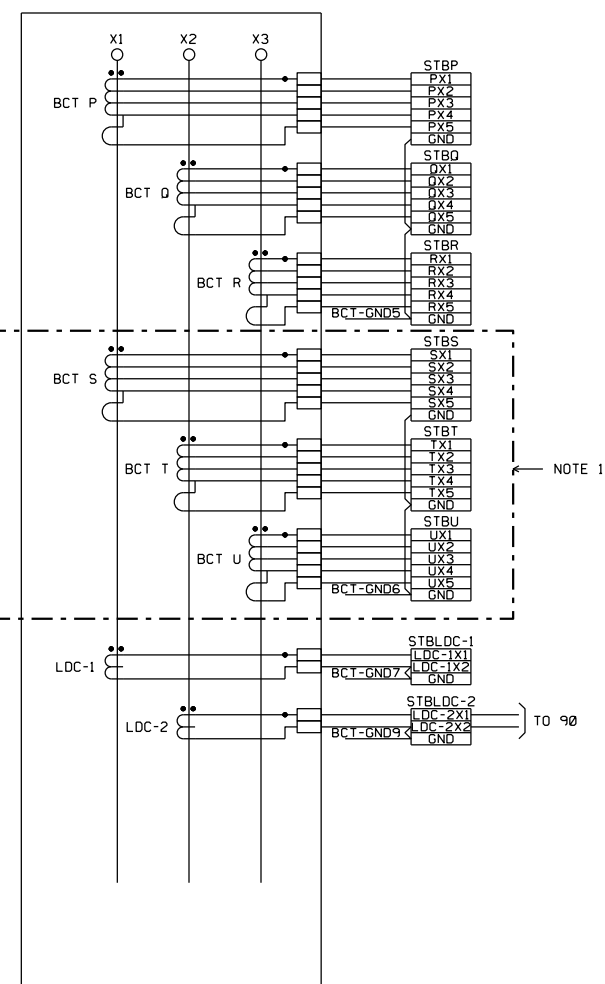 X1 X2 X3
STBP
PX1
PX2
BCT P PX3
PX4
PX5
GND
STBQ
QX1
QX2
BCT Q QX3
QX4
QX5
GND
STBR
RX1
RX2
BCT R RX3
RX4
RX5
BCT-GND5 GND
STBS
SX1
SX2
BCT S SX3
SX4
SX5
GND
STBT
TX1
TX2
BCT T TX3 NOTE 1
TX4
TX5
GND
STBU
UX1
UX2
BCT U UX3
UX4
UX5
BCT-GND6 GND
STBLDC-1
LDC-1X1
LDC-1 LDC-1X2
BCT-GND7 GND
STBLDC-2
LDC-2X1
LDC-2 LDC-2X2 TO 90
BCT-GND9 GND